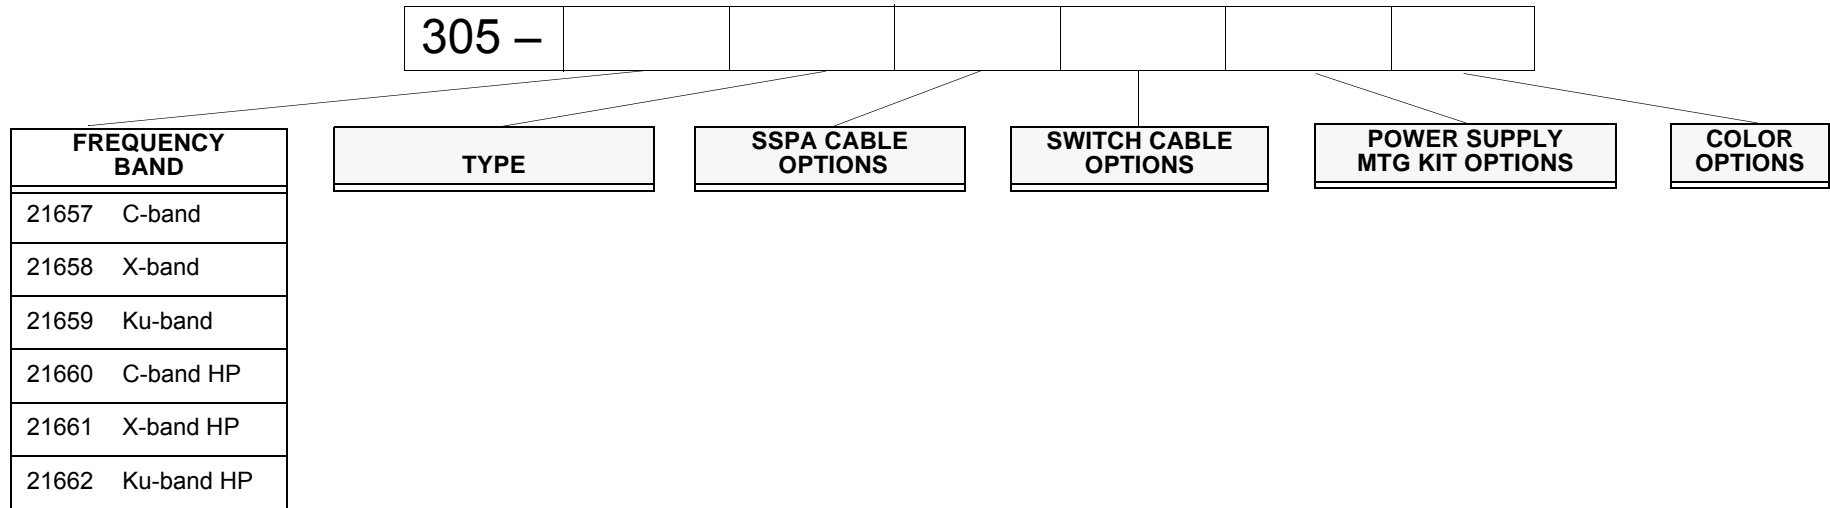 305 –
FREQUENCY
BAND
TYPE
SSPA CABLE
OPTIONS
SWITCH CABLE
OPTIONS
POWER SUPPLY
MTG KIT OPTIONS
COLOR
OPTIONS
21657 C-band
21658 X-band
21659 Ku-band
21660 C-band HP
21661 X-band HP
21662 Ku-band HP